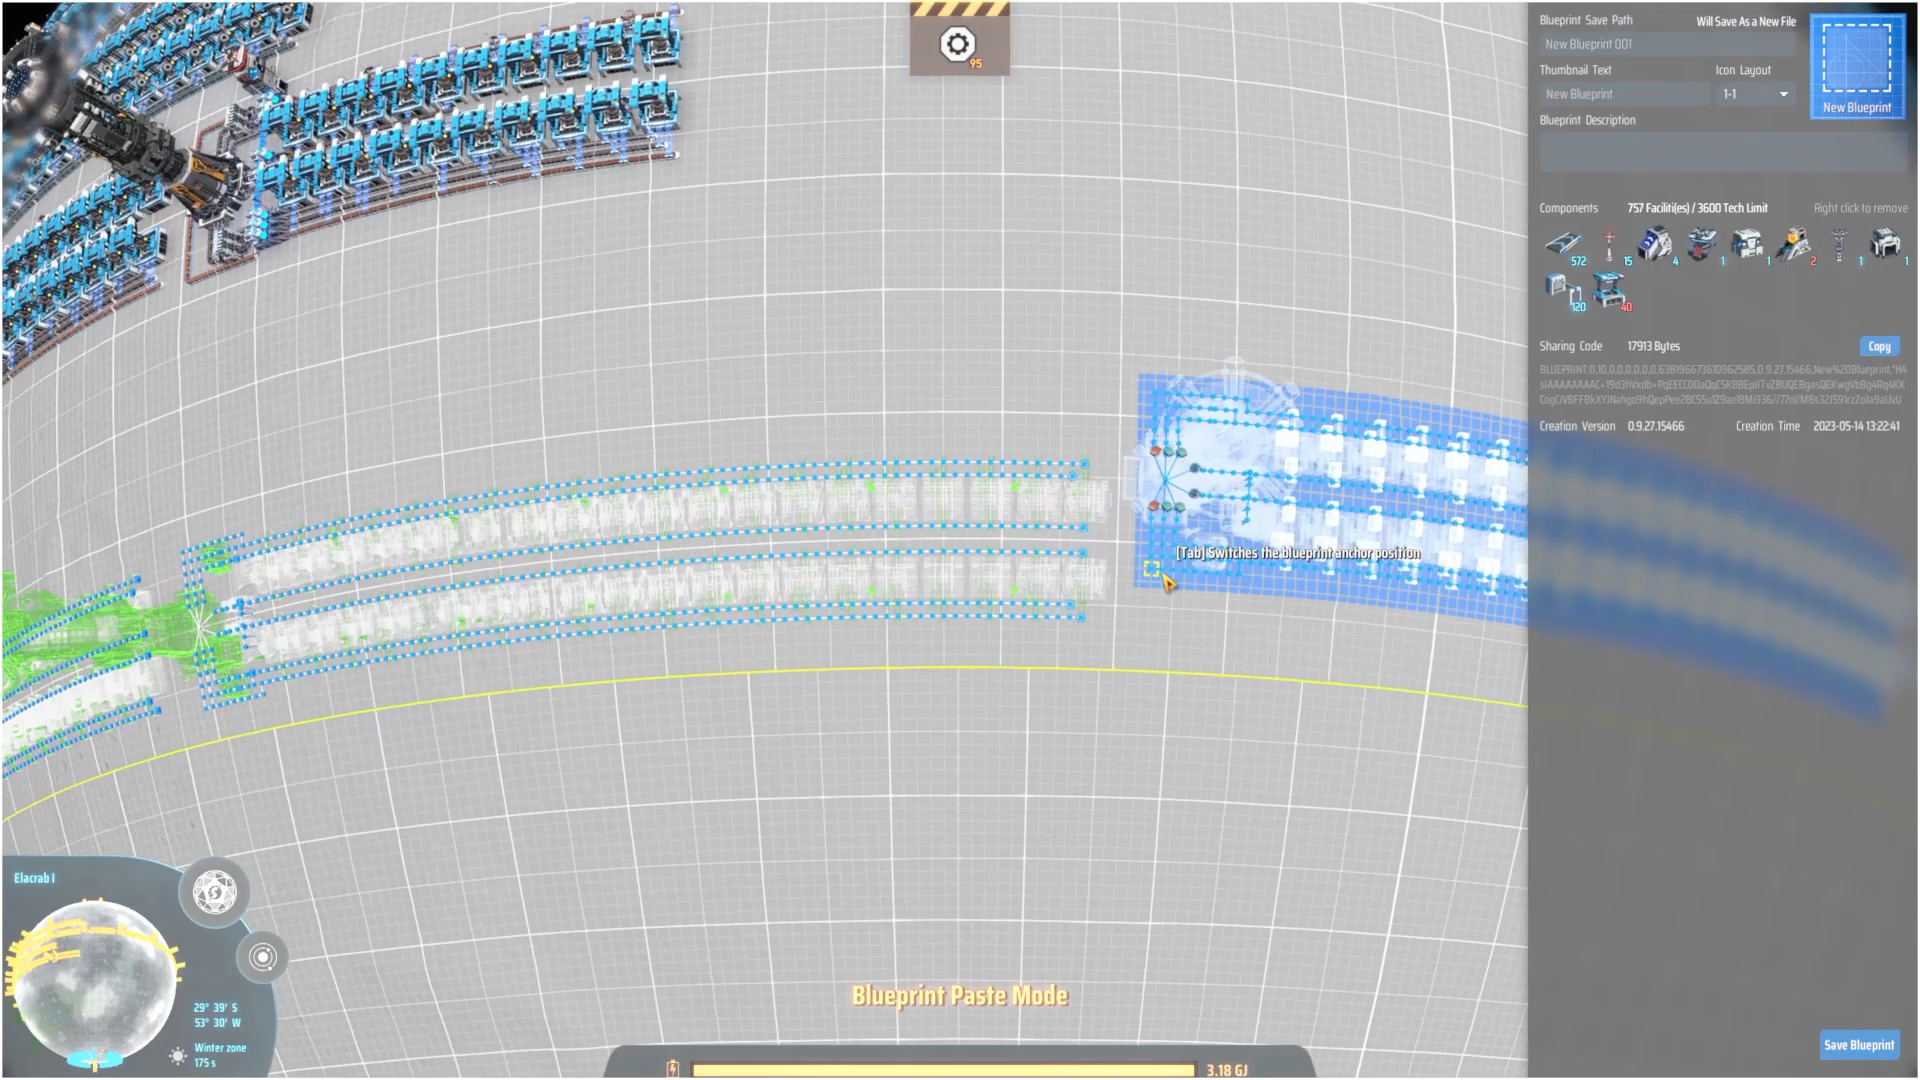 95
Blueprint Save Path
Will Save As a New File
New Blueprint 001
Thumbnail Text
Icon Layout
New Blueprint
1-1
New Blueprint
Blueprint Description
Components
757 Faciliti(es) / 3600 Tech Limit
Right click to remove
572
15
4
1
1
2
1
1
120
40
Sharing Code
17913 Bytes
Copy
Creation Version
0.9.27.15466
Creation Time
2023-05-14 13:22:41
[Tab] Switches the blueprint anchor position
Elacrab I
29° 39' S
53° 30' W
Winter zone
175 s
Blueprint Paste Mode
3.18 GJ
Save Blueprint